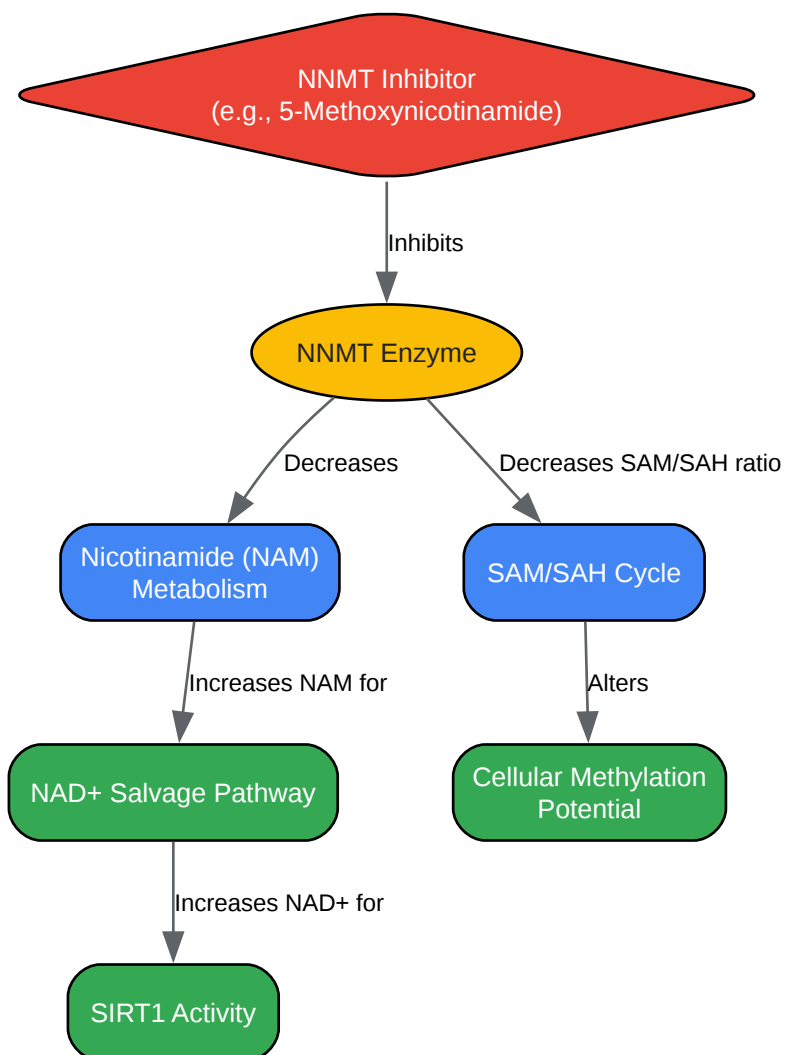 NNMT Inhibitor
(e.g., 5-Methoxynicotinamide)
Inhibits
NNMT Enzyme
Decreases
Decreases SAM/SAH ratio
Nicotinamide (NAM)
Metabolism
SAM/SAH Cycle
Increases NAM for
Alters
NAD+ Salvage Pathway
Cellular Methylation
Potential
Increases NAD+ for
SIRT1 Activity